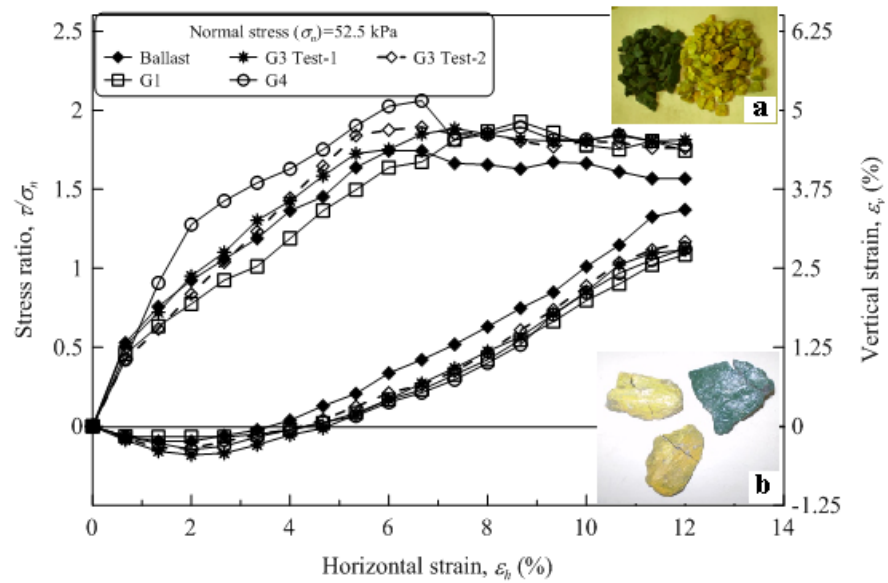 Normal stress (σn)=52.5 kPa
Ballast G3 Test-1 G3 Test-2
G1 G4
2.5
2
1.5
1
0.5
0
Stress ratio, τ/σn
6.25
5
3.75
2.5
1.25
0
-1.25
Vertical strain, εv (%)
a
b
0 2 4 6 8 10 12 14
Horizontal strain, εh (%)